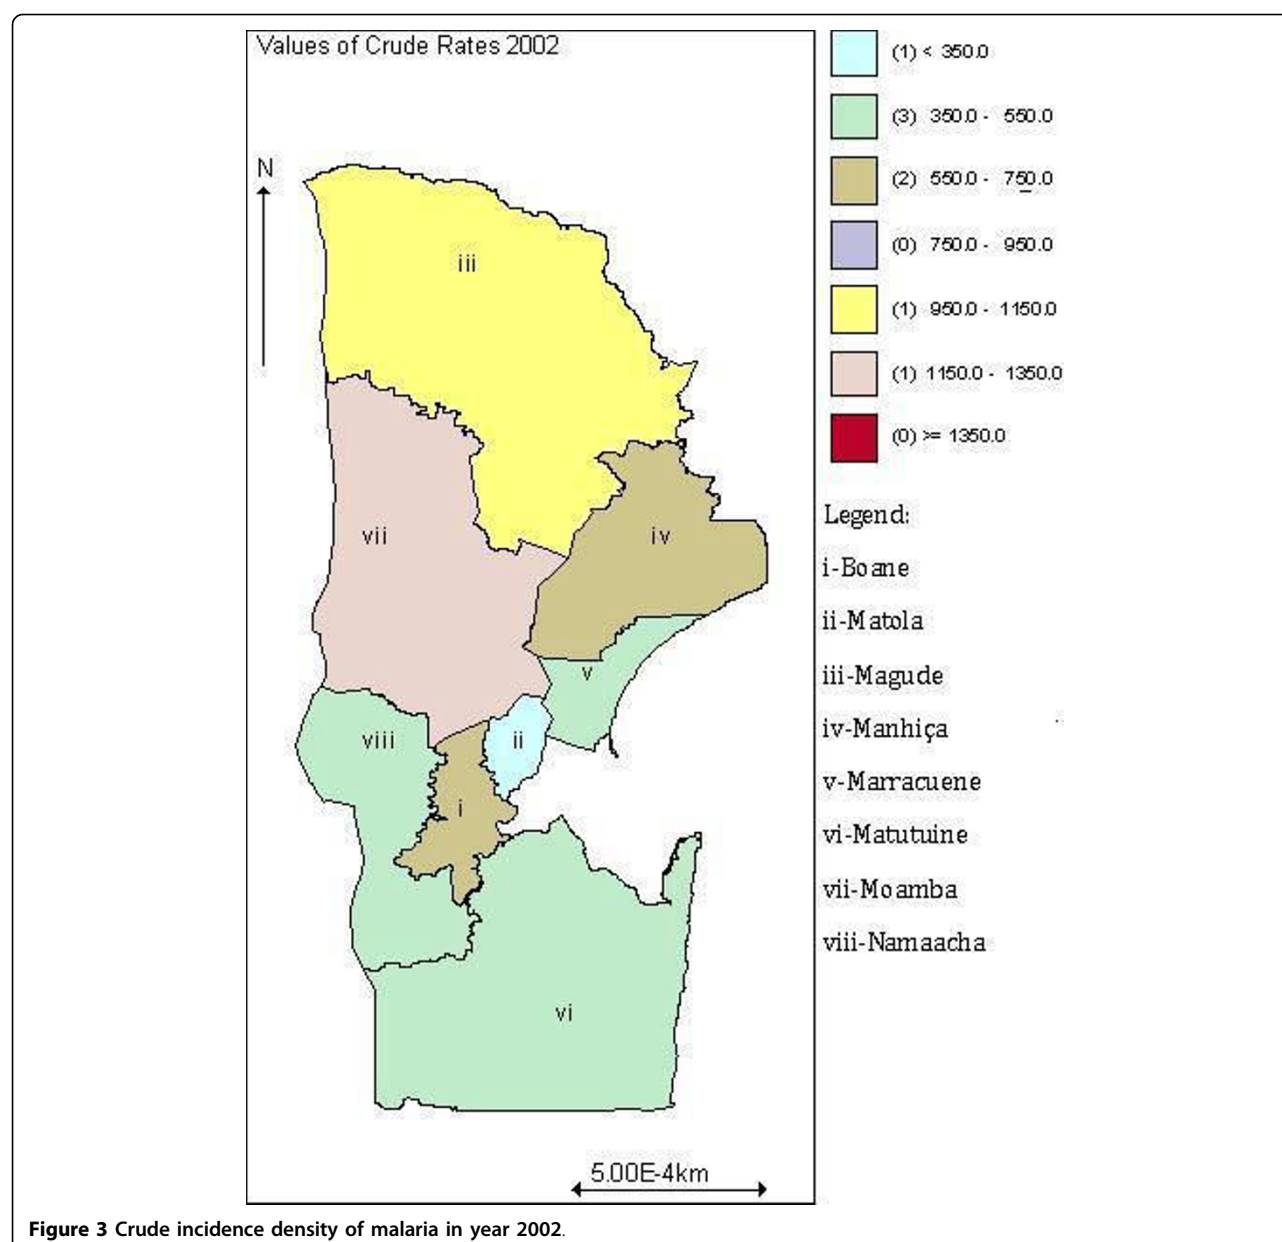 Values of Crude Rates 2002
N
iii
vii
iv
v
viii
ii
i
vi
5.00E-4km
(1) < 350.0
(3) 350.0 - 550.0
(2) 550.0 - 750.0
(0) 750.0 - 950.0
(1) 950.0 - 1150.0
(1) 1150.0 - 1350.0
(0) >= 1350.0
Legend:
i-Boane
ii-Matola
iii-Magude
iv-Manhiça
v-Marracuene
vi-Matutuine
vii-Moamba
viii-Namaacha
Figure 3 Crude incidence density of malaria in year 2002.